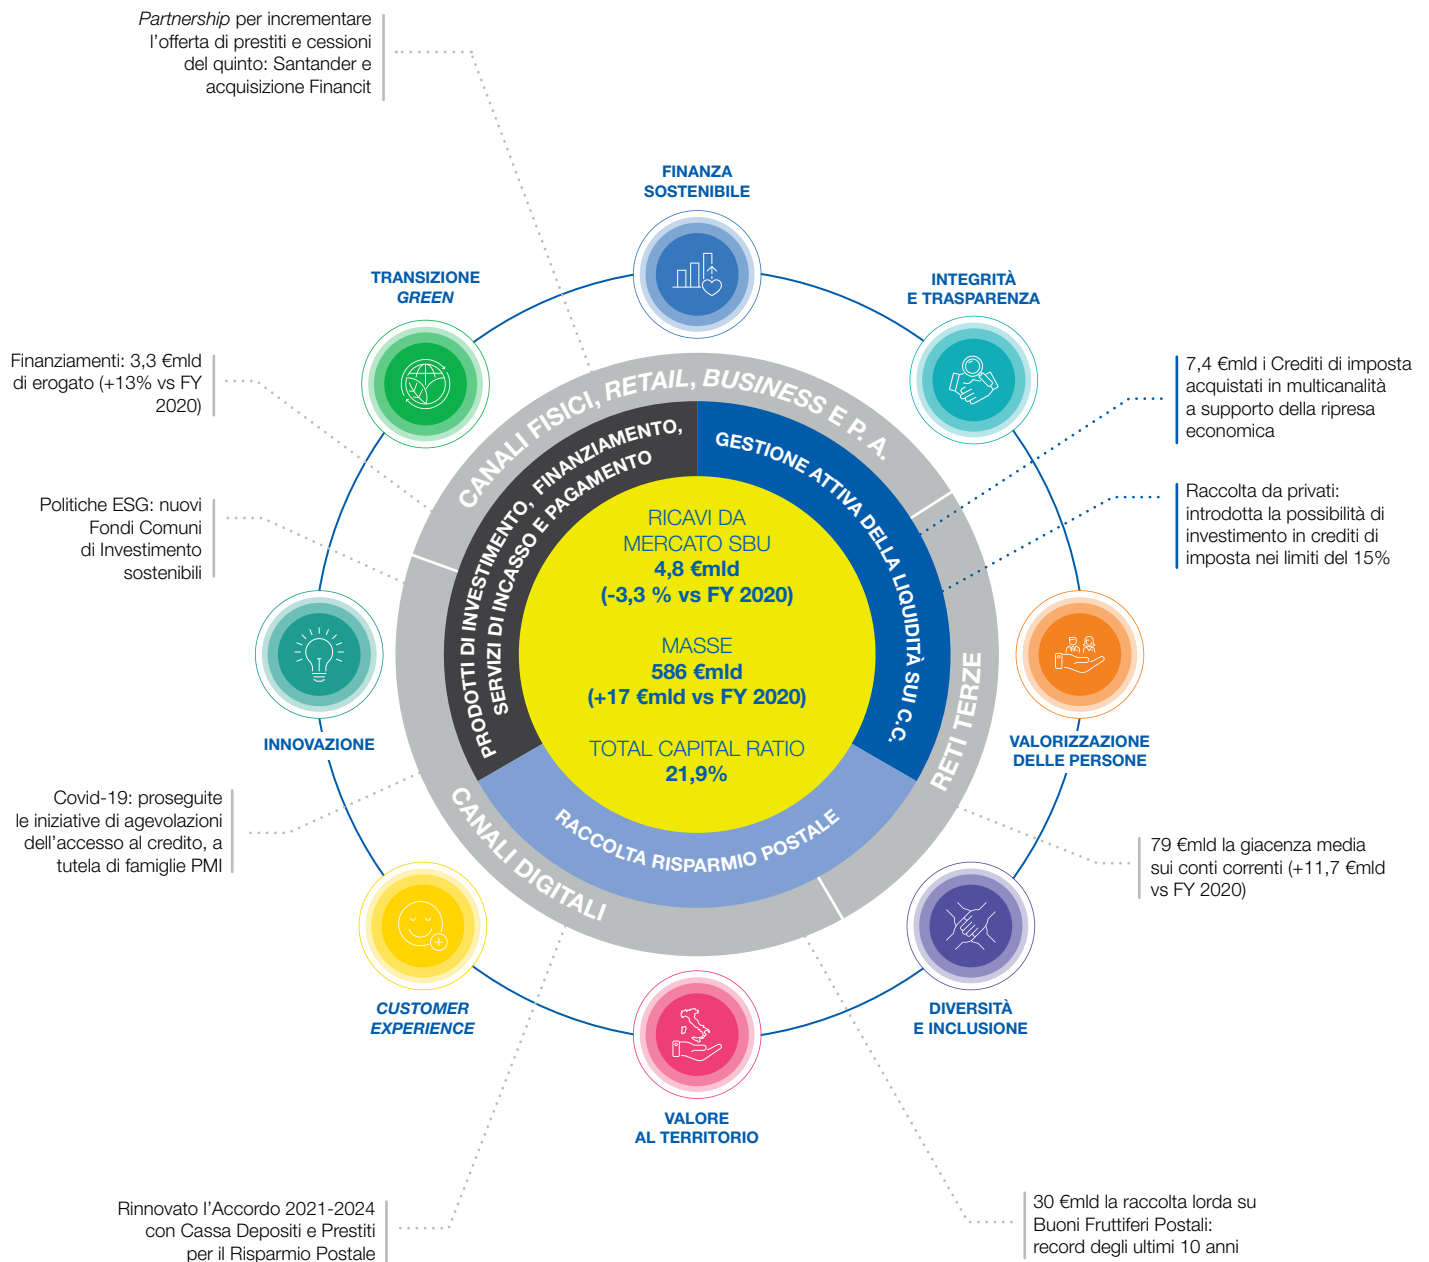 Partnership per incrementare
l'offerta di prestiti e cessioni
del quinto: Santander e
acquisizione Financit
FINANZA
SOSTENIBILE
TRANSIZIONE
GREEN
INTEGRITÀ
E TRASPARENZA
Finanziamenti: 3,3 €mld
di erogato (+13% vs FY
2020)
7,4 €mld i Crediti di imposta
acquistati in multicanalità
a supporto della ripresa
economica
CANALI FISICI, RETAIL, BUSINESS E P. A.
PRODOTTI DI INVESTIMENTO, FINANZIAMENTO,
SERVIZI DI INCASSO E PAGAMENTO
GESTIONE ATTIVA DELLA LIQUIDITÀ SUI C.C.
Politiche ESG: nuovi
Fondi Comuni
di Investimento
sostenibili
Raccolta da privati:
introdotta la possibilità di
investimento in crediti di
imposta nei limiti del 15%
RICAVI DA
MERCATO SBU
4,8 €mld
(-3,3 % vs FY 2020)
MASSE
586 €mld
(+17 €mld vs FY 2020)
TOTAL CAPITAL RATIO
21,9%
INNOVAZIONE
VALORIZZAZIONE
DELLE PERSONE
RETI TERZE
RACCOLTA RISPARMIO POSTALE
CANALI DIGITALI
Covid-19: proseguite
le iniziative di agevolazioni
dell'accesso al credito, a
tutela di famiglie PMI
79 €mld la giacenza media
sui conti correnti (+11,7 €mld
vs FY 2020)
CUSTOMER
EXPERIENCE
DIVERSITÀ
E INCLUSIONE
VALORE
AL TERRITORIO
Rinnovato l'Accordo 2021-2024
con Cassa Depositi e Prestiti
per il Risparmio Postale
30 €mld la raccolta lorda su
Buoni Fruttiferi Postali:
record degli ultimi 10 anni